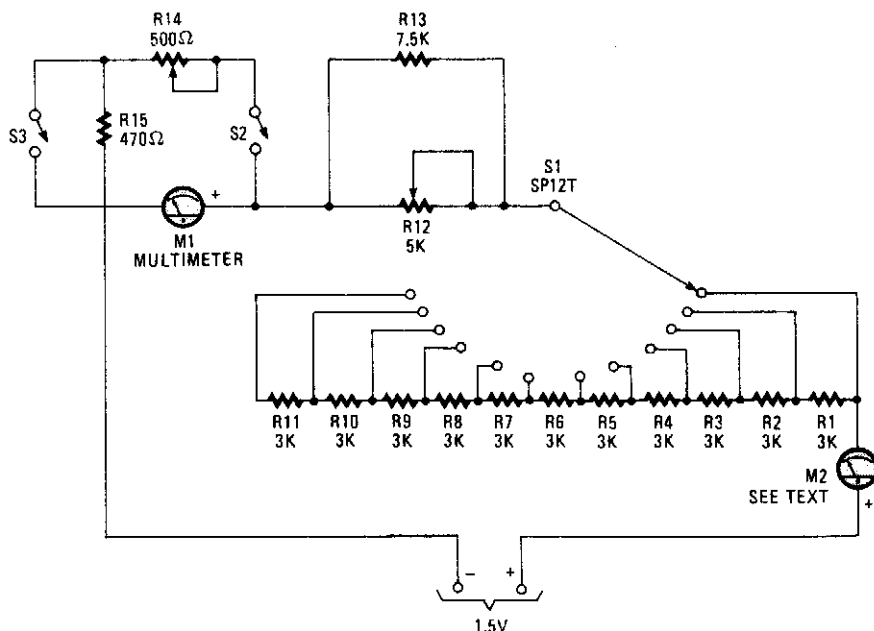 R14
500Ω
R13
7.5K
S3
R15
470Ω
S2
+
M1
MULTIMETER
R12
5K
S1
SP12T
R11
3K
R10
3K
R9
3K
R8
3K
R7
3K
R6
3K
R5
3K
R4
3K
R3
3K
R2
3K
R1
3K
M2
SEE TEXT
+
− +
1.5V